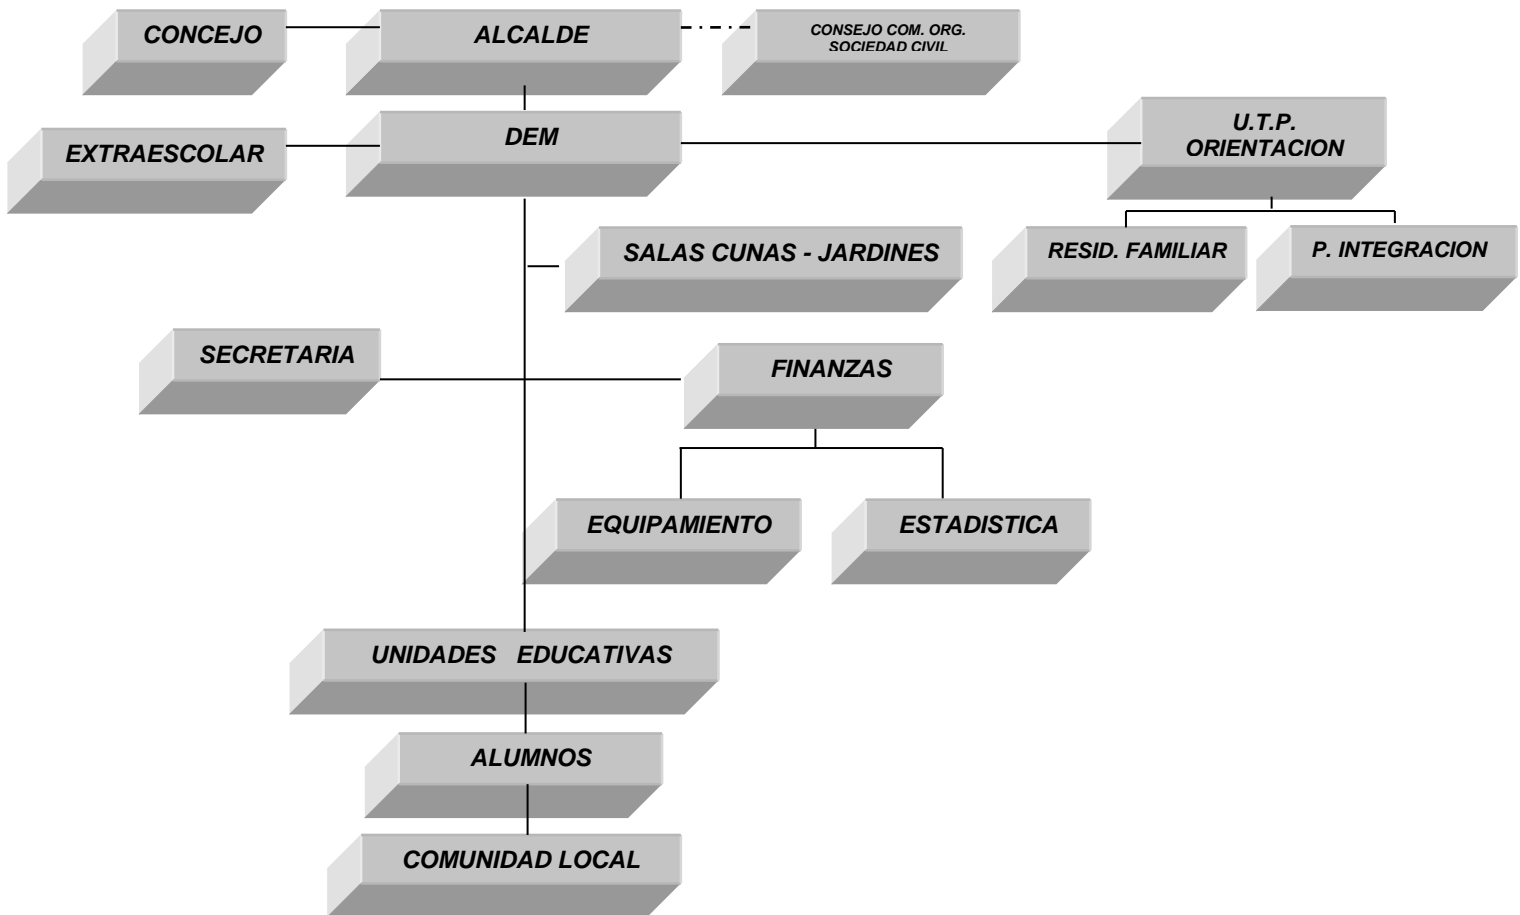 CONCEJO
ALCALDE
CONSEJO COM. ORG.
SOCIEDAD CIVIL
EXTRAESCOLAR
DEM
U.T.P.
ORIENTACION
SALAS CUNAS - JARDINES
RESID. FAMILIAR
P. INTEGRACION
SECRETARIA
FINANZAS
EQUIPAMIENTO
ESTADISTICA
UNIDADES EDUCATIVAS
ALUMNOS
COMUNIDAD LOCAL